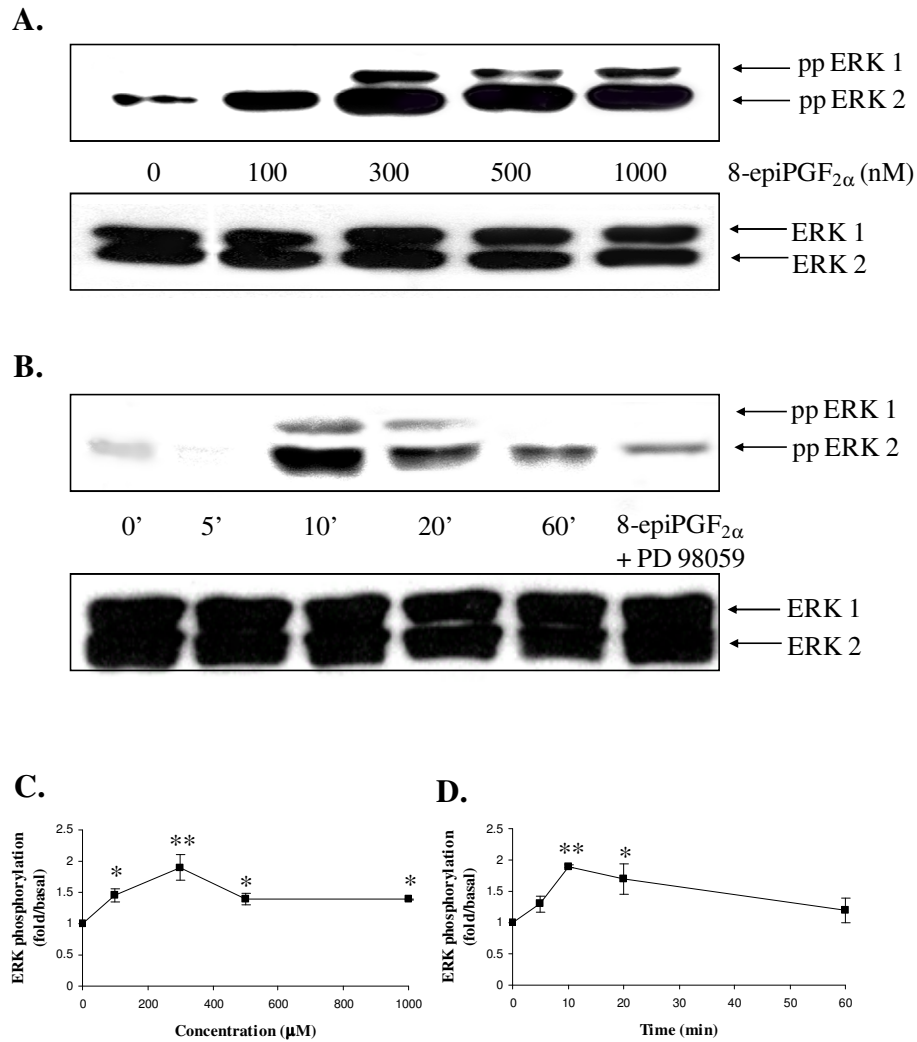 A.
pp ERK 1
pp ERK 2
0 100 300 500 1000 8-epiPGF2α (nM)
ERK 1
ERK 2
B.
pp ERK 1
pp ERK 2
0’ 5’ 10’ 20’ 60’ 8-epiPGF2α
+ PD 98059
ERK 1
ERK 2
C.
ERK phosphorylation
(fold/basal)
2.5
2
1.5
1
0.5
0
* ** * *
0 200 400 600 800 1000
Concentration (μM)
D.
ERK phosphorylation
(fold/basal)
2.5
2
1.5
1
0.5
0
** *
0 10 20 30 40 50 60
Time (min)